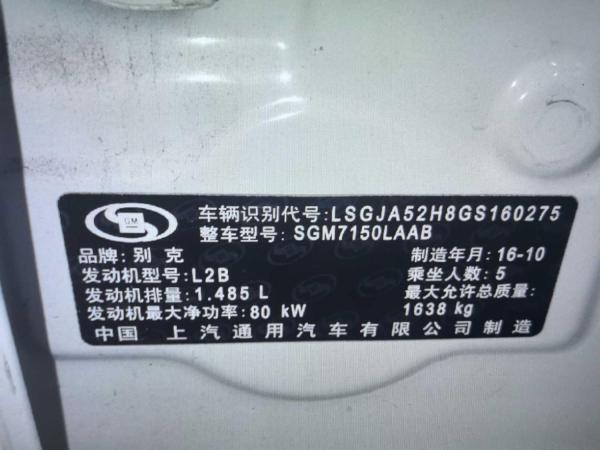 GM
车辆识别代号:LSGJA52H8GS160275
整车型号: SGM7150LAAB
品牌: 别 克
制造年月: 16-10
发动机型号: L2B
乘坐人数: 5
发动机排量: 1.485 L
最大允许总质量:
发动机最大净功率: 80 kW
1638 kg
中国 上汽通用汽车有限公司制造